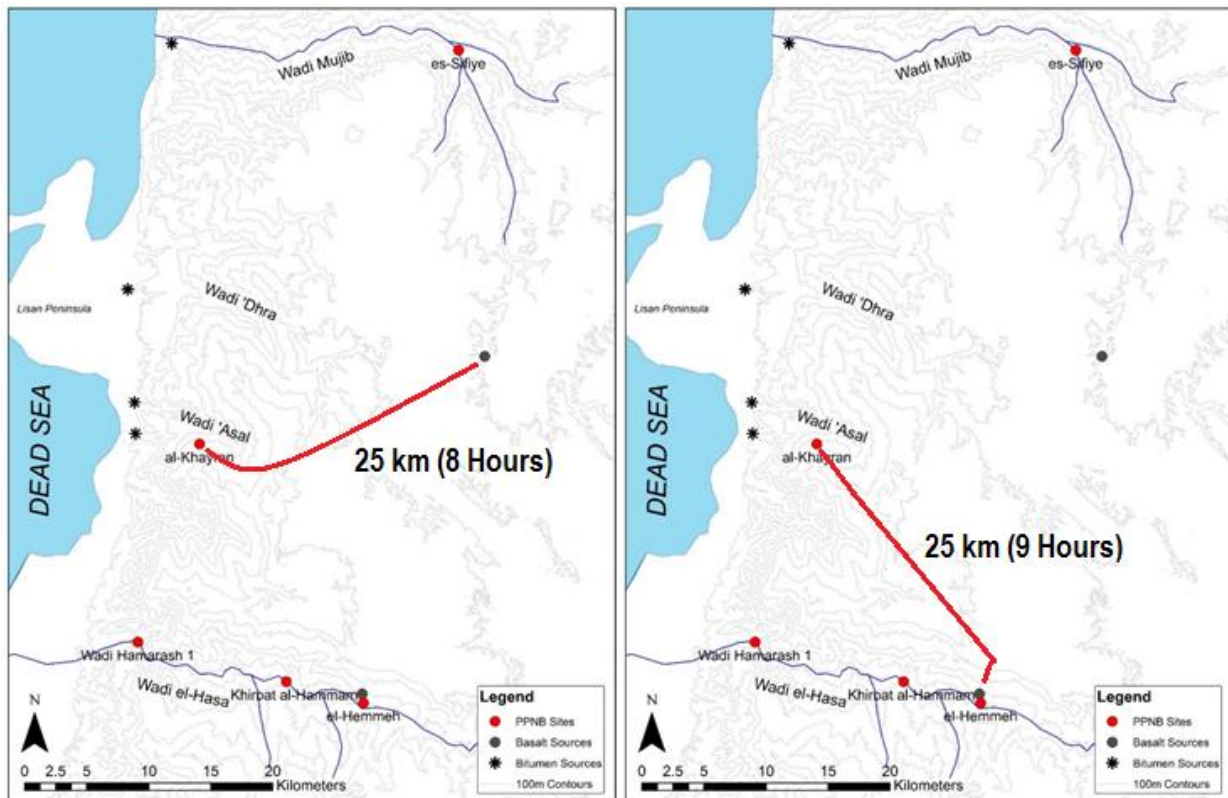 Wadi Mujib
es-Sifiye
Wadi 'Dhra
Lisan Peninsula
DEAD SEA
Wadi 'Asal
al-Khayran
25 km (8 Hours)
Wadi Hamarash 1
Wadi el-Hasa
Khirbat al-Hammam
el-Hemmeh
N
0 2.5 5 10 15 20
Kilometers
Legend
PPNB Sites
Basalt Sources
Bitumen Sources
100m Contours
Wadi Mujib
es-Sifiye
Wadi 'Dhra
Lisan Peninsula
DEAD SEA
Wadi 'Asal
al-Khayran
25 km (9 Hours)
Wadi Hamarash 1
Wadi el-Hasa
Khirbat al-Hammam
el-Hemmeh
N
0 2.5 5 10 15 20
Kilometers
Legend
PPNB Sites
Basalt Sources
Bitumen Sources
100m Contours